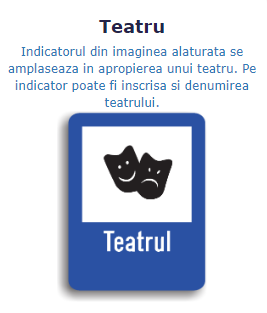 Teatru
Indicatorul din imaginea alaturata se
amplaseaza in apropierea unui teatru. Pe
indicator poate fi inscrisa si denumirea
teatrului.
Teatrul